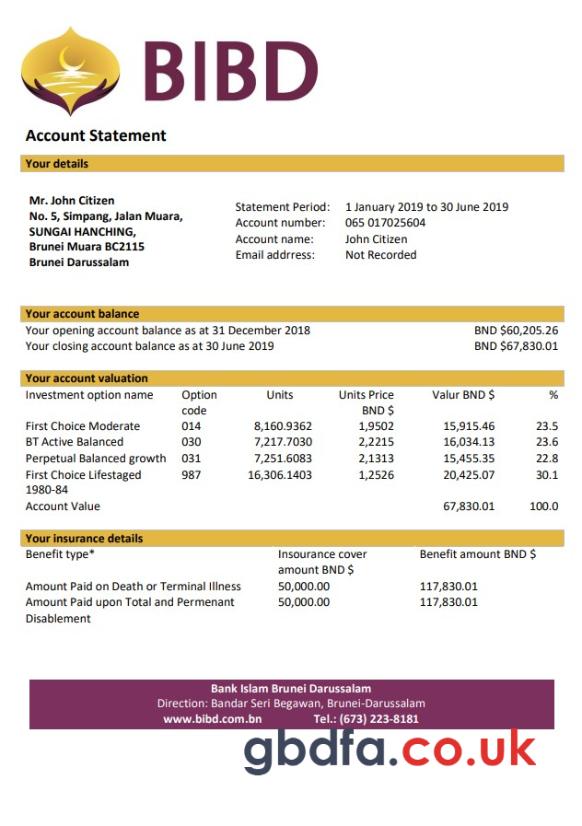 BIBD
Account Statement
Your details
Mr. John Citizen
No. 5, Simpang, Jalan Muara,
SUNGAI HANCHING,
Brunei Muara BC2115
Brunei Darussalam
Statement Period: 1 January 2019 to 30 June 2019
Account number: 065 017025604
Account name: John Citizen
Email addrress: Not Recorded
Your account balance
Your opening account balance as at 31 December 2018 BND $60,205.26
Your closing account balance as at 30 June 2019 BND $67,830.01
Your account valuation
Investment option name Option code Units Units Price BND $ Valur BND $ %
First Choice Moderate 014 8,160.9362 1,9502 15,915.46 23.5
BT Active Balanced 030 7,217.7030 2,2215 16,034.13 23.6
Perpetual Balanced growth 031 7,251.6083 2,1313 15,455.35 22.8
First Choice Lifestaged 987 16,306.1403 1,2526 20,425.07 30.1
1980-84
Account Value 67,830.01 100.0
Your insurance details
Benefit type* Insourance cover amount BND $ Benefit amount BND $
Amount Paid on Death or Terminal Illness 50,000.00 117,830.01
Amount Paid upon Total and Permenant 50,000.00 117,830.01
Disablement
Bank Islam Brunei Darussalam
Direction: Bandar Seri Begawan, Brunei-Darussalam
www.bibd.com.bn Tel.: (673) 223-8181
gbdfa.co.uk